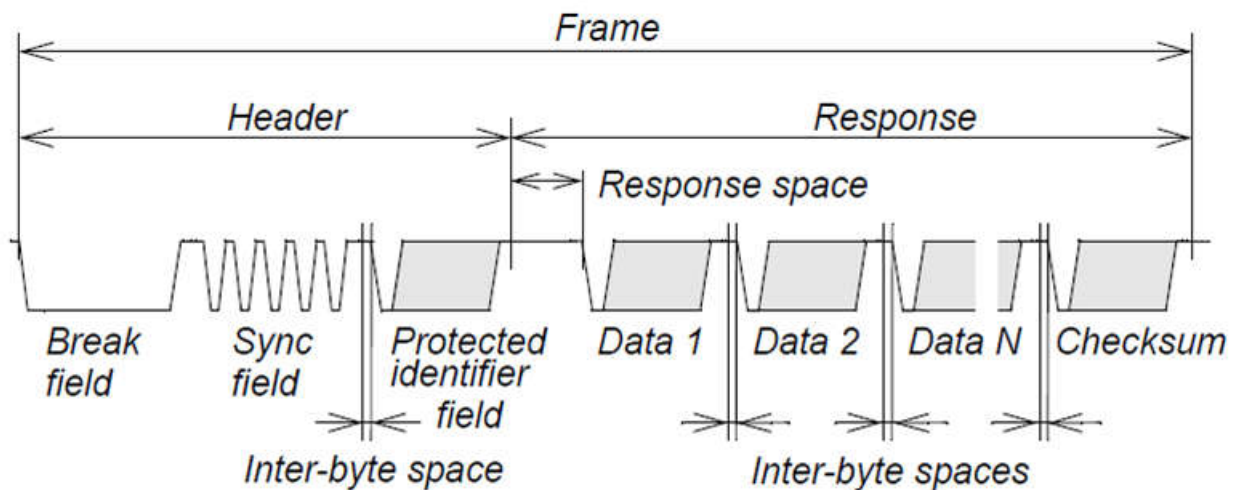 Frame
Header
Response
Response space
Break
field
Sync
field
Protected
identifier
field
Data 1
Data 2
Data N
Checksum
Inter-byte space
Inter-byte spaces